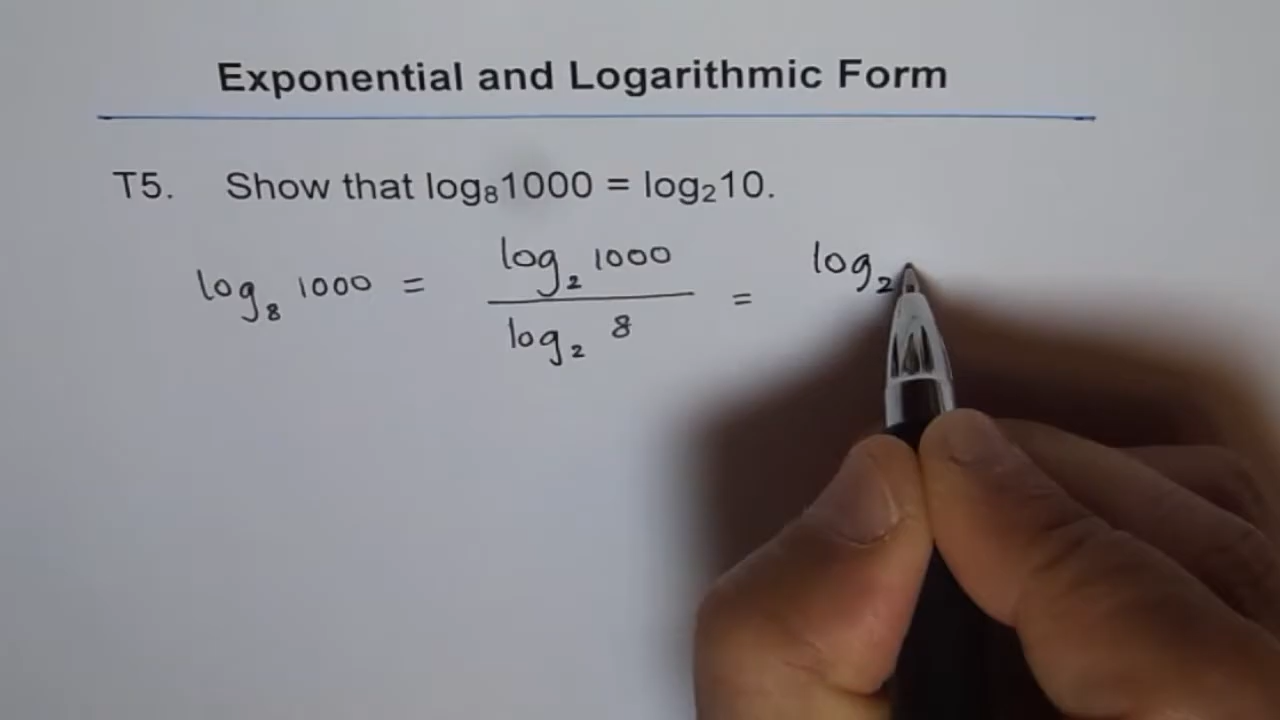 Exponential and Logarithmic Form
T5. Show that log₈1000 = log₂10.
log₈ 1000 = log₂ 1000 / log₂ 8 = log₂